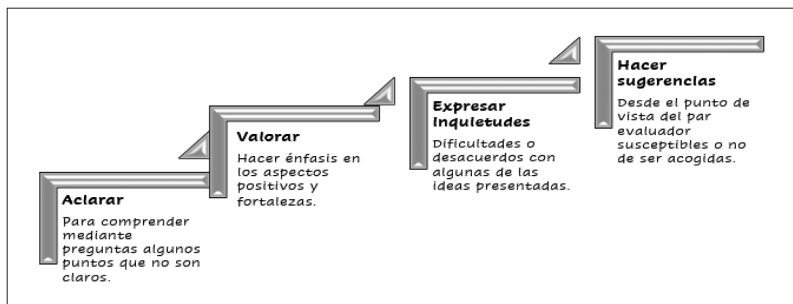 Aclarar
Para comprender
mediante
preguntas algunos
puntos que no son
claros.
Valorar
Hacer énfasis en
los aspectos
positivos y
fortalezas.
Expresar
inquietudes
Dificultades o
desacuerdos con
algunas de las
ideas presentadas.
Hacer
sugerencias
Desde el punto de
vista del par
evaluador
susceptibles o no
de ser acogidas.